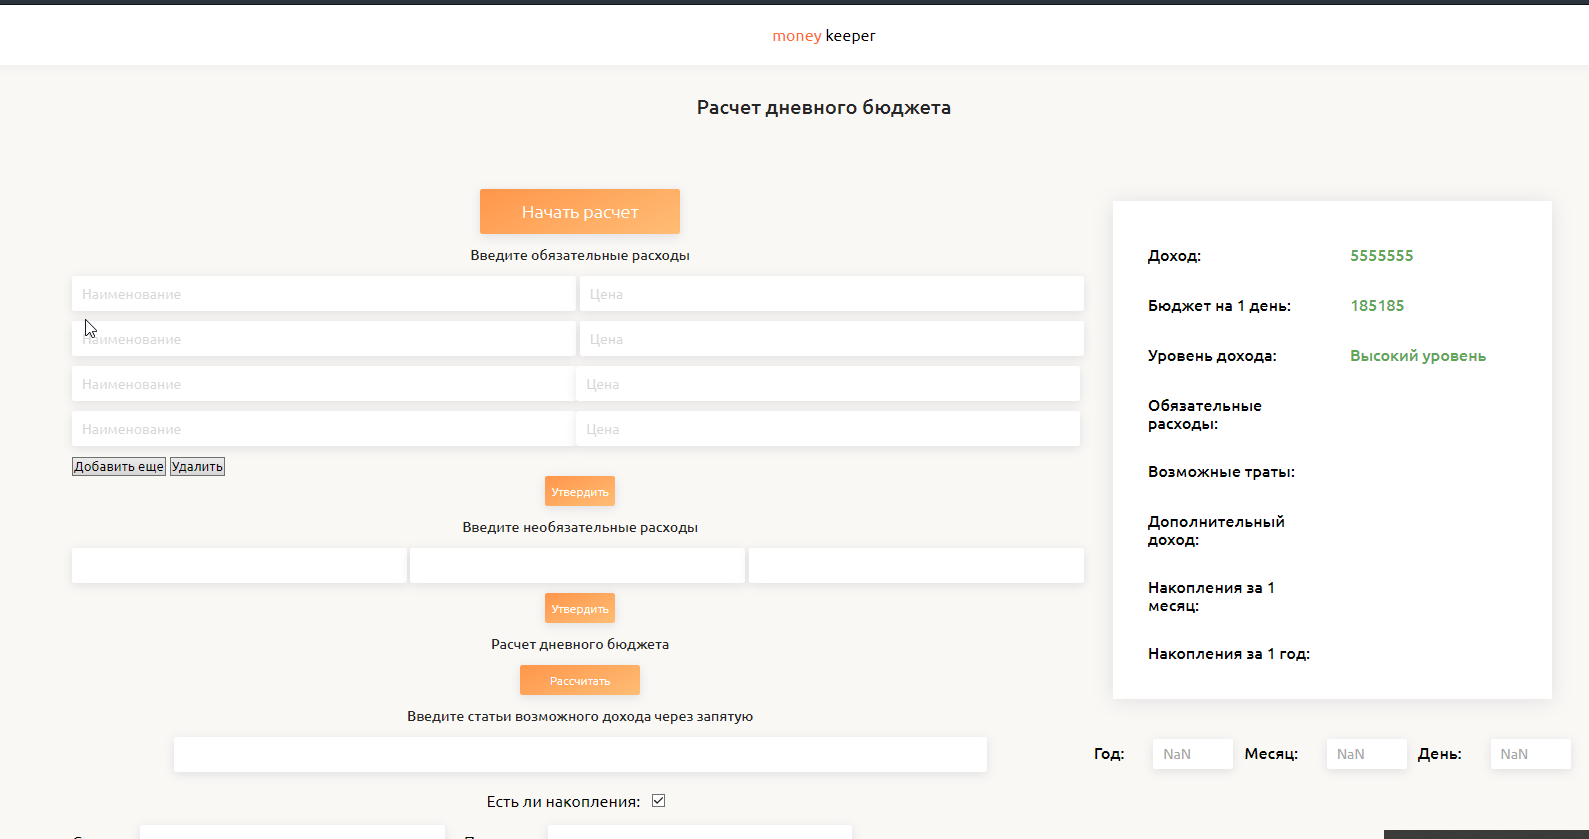 money keeper
Расчет дневного бюджета
Начать расчет
Введите обязательные расходы
Наименование Цена
Наименование Цена
Наименование Цена
Наименование Цена
Добавить еще Удалить
Утвердить
Введите необязательные расходы
Утвердить
Расчет дневного бюджета
Рассчитать
Введите статьи возможного дохода через запятую
Есть ли накопления:
Доход: 5555555
Бюджет на 1 день: 185185
Уровень дохода: Высокий уровень
Обязательные
расходы:
Возможные траты:
Дополнительный
доход:
Накопления за 1
месяц:
Накопления за 1 год:
Год: NaN Месяц: NaN День: NaN